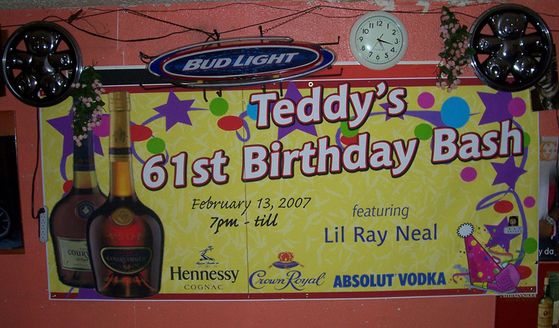 BUD LIGHT
Teddy's
61st Birthday Bash
February 13, 2007
7pm - till
featuring
Lil Ray Neal
Hennessy
COGNAC
Crown Royal
ABSOLUT VODKA